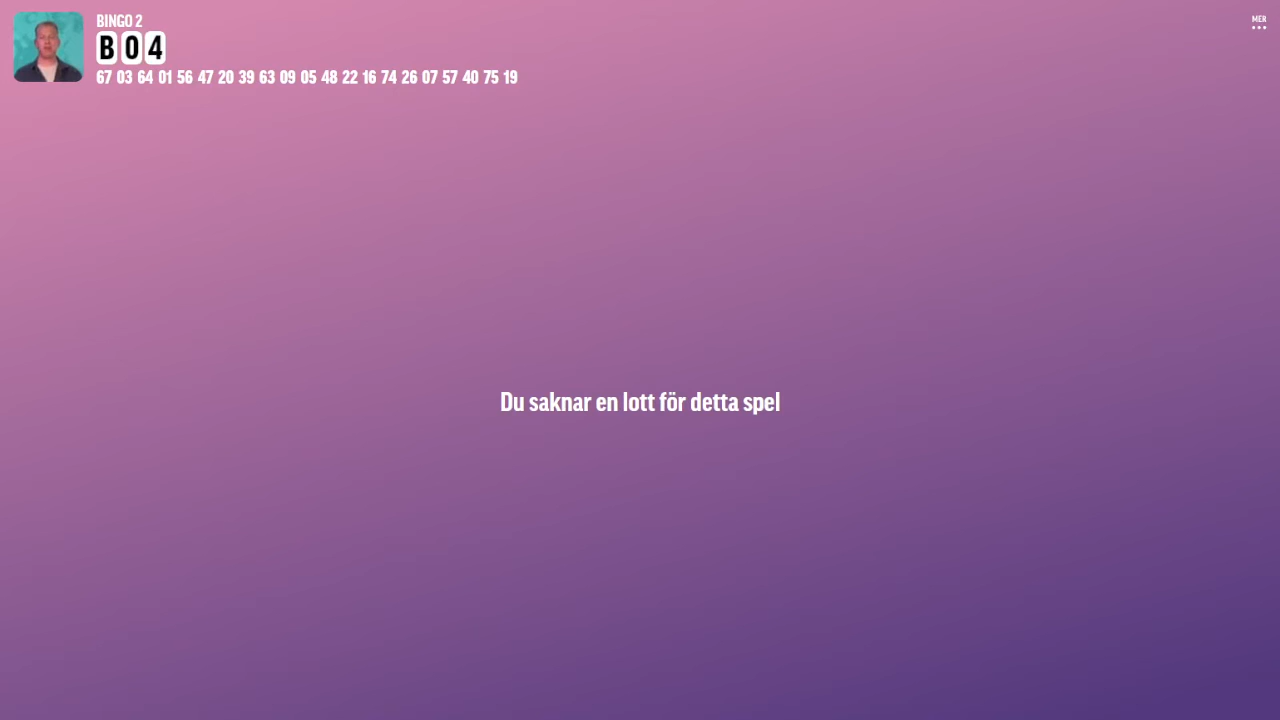 BINGO 2
B 0 4
67 03 64 01 56 47 20 39 63 09 05 48 22 16 74 26 07 57 40 75 19
MER
Du saknar en lott för detta spel